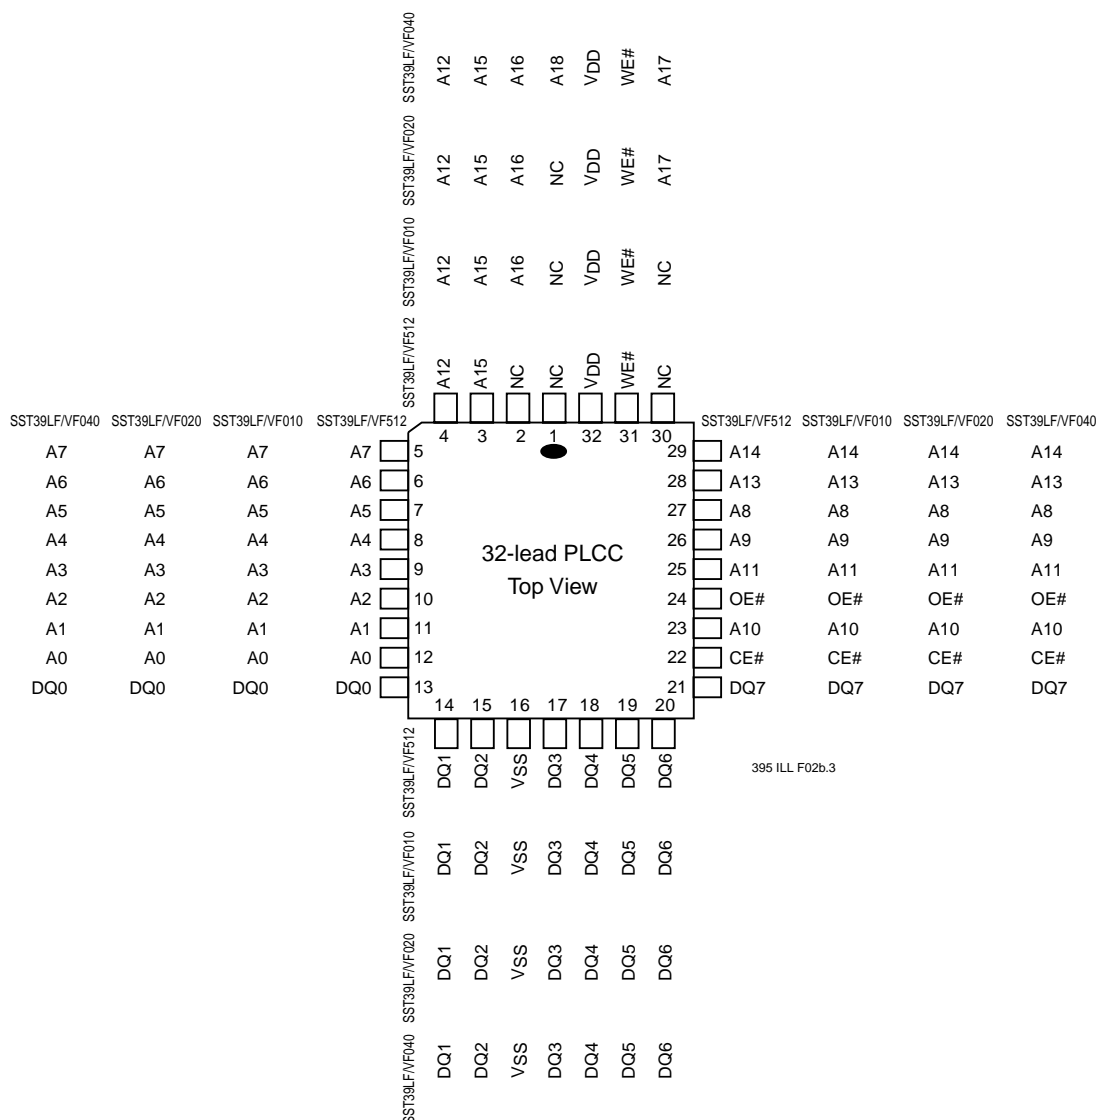 SST39LF/VF040 A12 A15 A16 A18 VDD WE# A17
SST39LF/VF020 A12 A15 A16 NC VDD WE# A17
SST39LF/VF010 A12 A15 A16 NC VDD WE# NC
SST39LF/VF512 A12 A15 NC NC VDD WE# NC
SST39LF/VF040 SST39LF/VF020 SST39LF/VF010 SST39LF/VF512 4 3 2 1 32 31 30 SST39LF/VF512 SST39LF/VF010 SST39LF/VF020 SST39LF/VF040
A7 A7 A7 A7 5 29 A14 A14 A14 A14
A6 A6 A6 A6 6 28 A13 A13 A13 A13
A5 A5 A5 A5 7 27 A8 A8 A8 A8
A4 A4 A4 A4 8 26 A9 A9 A9 A9
32-lead PLCC
A3 A3 A3 A3 9 25 A11 A11 A11 A11
Top View
A2 A2 A2 A2 10 24 OE# OE# OE# OE#
A1 A1 A1 A1 11 23 A10 A10 A10 A10
A0 A0 A0 A0 12 22 CE# CE# CE# CE#
DQ0 DQ0 DQ0 DQ0 13 21 DQ7 DQ7 DQ7 DQ7
14 15 16 17 18 19 20
SST39LF/VF512 DQ1 DQ2 VSS DQ3 DQ4 DQ5 DQ6
395 ILL F02b.3
SST39LF/VF010 DQ1 DQ2 VSS DQ3 DQ4 DQ5 DQ6
SST39LF/VF020 DQ1 DQ2 VSS DQ3 DQ4 DQ5 DQ6
SST39LF/VF040 DQ1 DQ2 VSS DQ3 DQ4 DQ5 DQ6